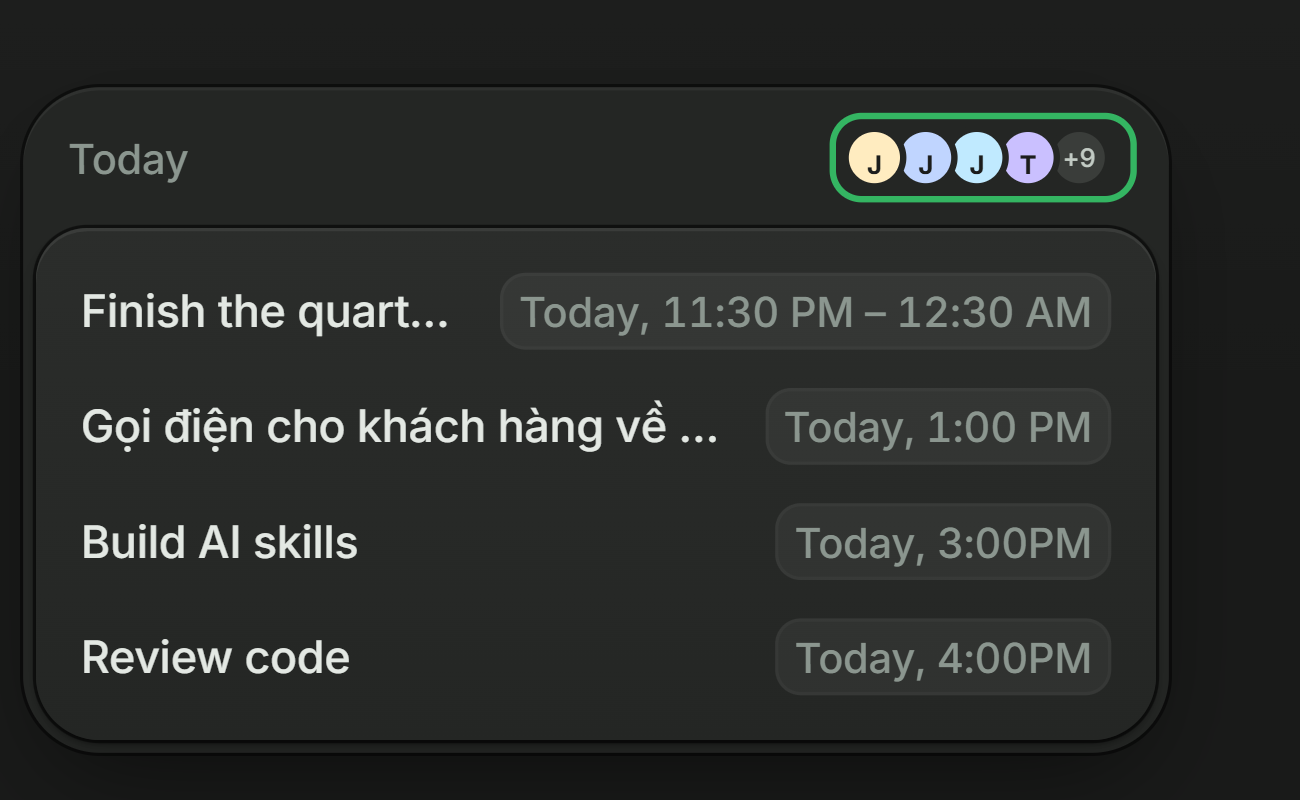 Today J J J T +9
Finish the quart... Today, 11:30 PM – 12:30 AM
Gọi điện cho khách hàng về ... Today, 1:00 PM
Build AI skills Today, 3:00PM
Review code Today, 4:00PM